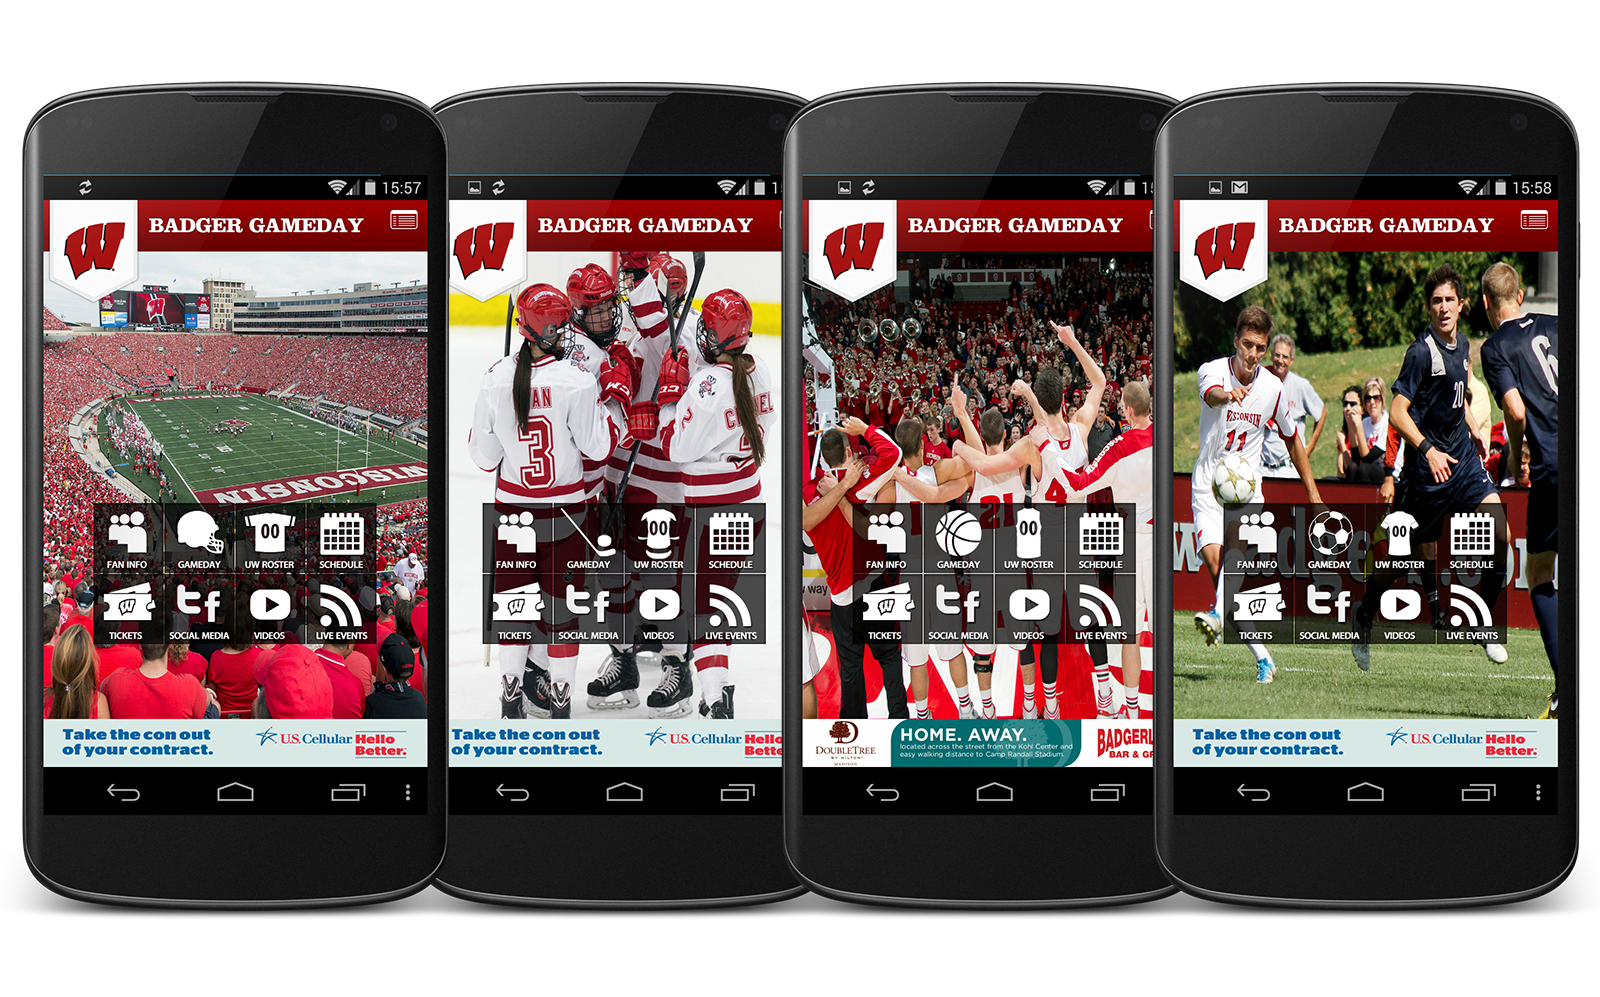 15:57
W
BADGER GAMEDAY
WISCONSIN
FAN INFO
GAMEDAY
00
UW ROSTER
SCHEDULE
W
TICKETS
SOCIAL MEDIA
VIDEOS
LIVE EVENTS
Take the con out
of your contract.
U.S. Cellular
Hello
Better.
W
BADGER GAMEDAY
3
FAN INFO
GAMEDAY
00
UW ROSTER
SCHEDULE
W
TICKETS
SOCIAL MEDIA
VIDEOS
LIVE EVENTS
Take the con out
of your contract.
U.S. Cellular
W
BADGER GAMEDAY
21
4
FAN INFO
GAMEDAY
00
UW ROSTER
SCHEDULE
W
TICKETS
SOCIAL MEDIA
VIDEOS
LIVE EVENTS
DOUBLETREE
BY HILTON
MADISON
HOME. AWAY.
located across the street from the Kohl Center and
easy walking distance to Camp Randall Stadium.
15:58
W
BADGER GAMEDAY
WISCONSIN
11
20
6
FAN INFO
GAMEDAY
00
UW ROSTER
SCHEDULE
W
TICKETS
SOCIAL MEDIA
VIDEOS
LIVE EVENTS
Take the con out
of your contract.
U.S. Cellular
Hello
Better.